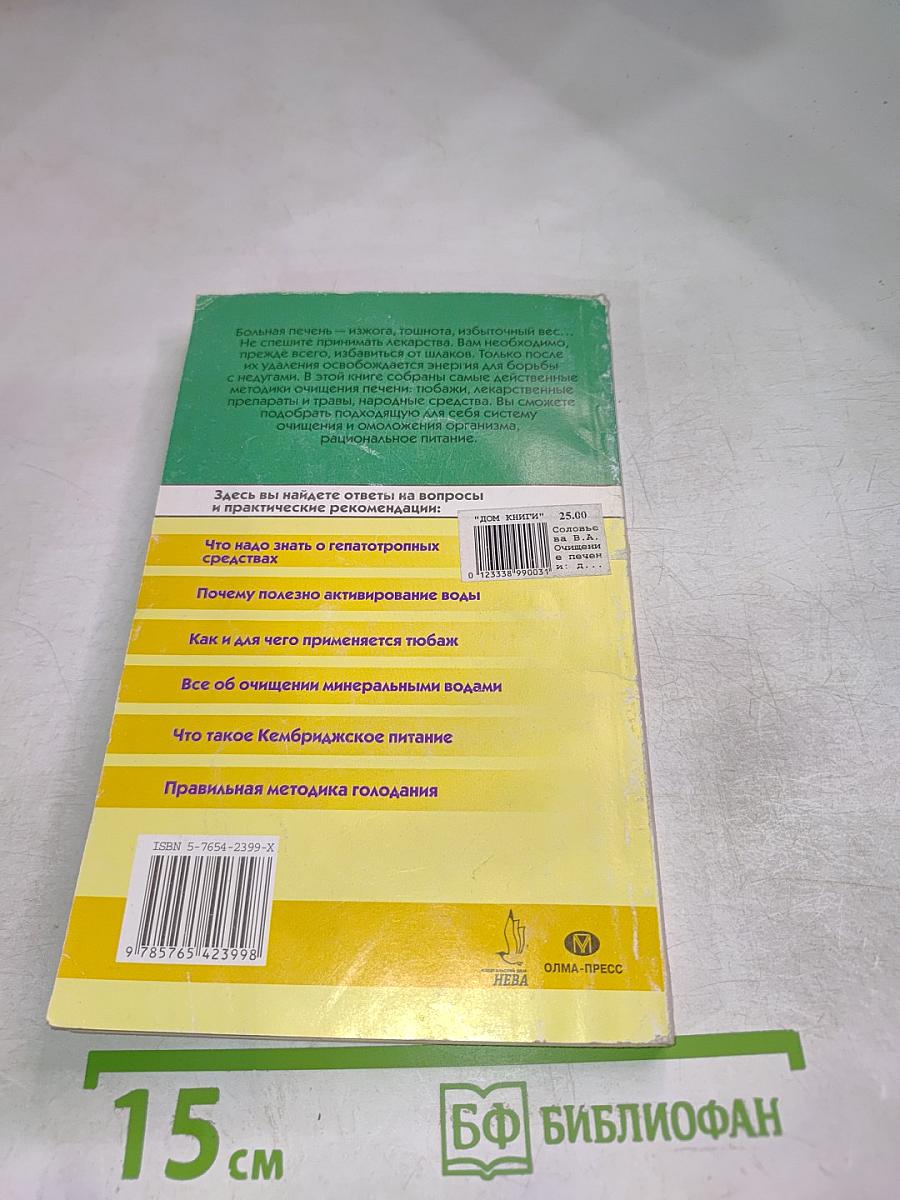 Больная печень — изжога, тошнота, избыточный вес...
Не спешите принимать лекарства. Вам необходимо,
прежде всего, избавиться от шлаков. Только после
их удаления освобождается энергия для борьбы
с недугами. В этой книге собраны самые действенные
методики очищения печени: тюбажи, лекарственные
препараты и травы, народные средства. Вы сможете
подобрать подходящую для себя систему
очищения и омоложения организма,
рациональное питание.
Здесь вы найдете ответы на вопросы
и практические рекомендации:
"ДОМ КНИГИ" 25.00
Соловье
ва В.А.
Очищени
е печен
и: д...
0 123338 990031
Что надо знать о гепатотропных
средствах
Почему полезно активирование воды
Как и для чего применяется тюбаж
Все об очищении минеральными водами
Что такое Кембриджское питание
Правильная методика голодания
ISBN 5-7654-2399-X
9 785765 423998
ИЗДАТЕЛЬСКИЙ ДОМ
НЕВА
ОЛМА-ПРЕСС
15 см
БФ БИБЛИОФАН